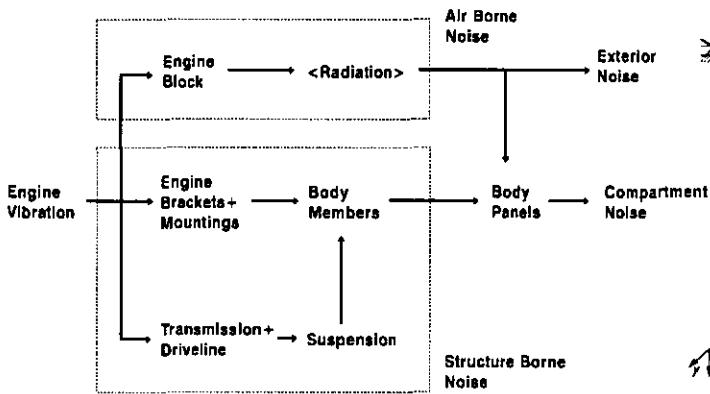 Air Borne
Noise
Engine
Block
<Radiation>
Exterior
Noise
Engine
Vibration
Engine
Brackets+
Mountings
Body
Members
Body
Panels
Compartment
Noise
Transmission+
Driveline
Suspension
Structure Borne
Noise